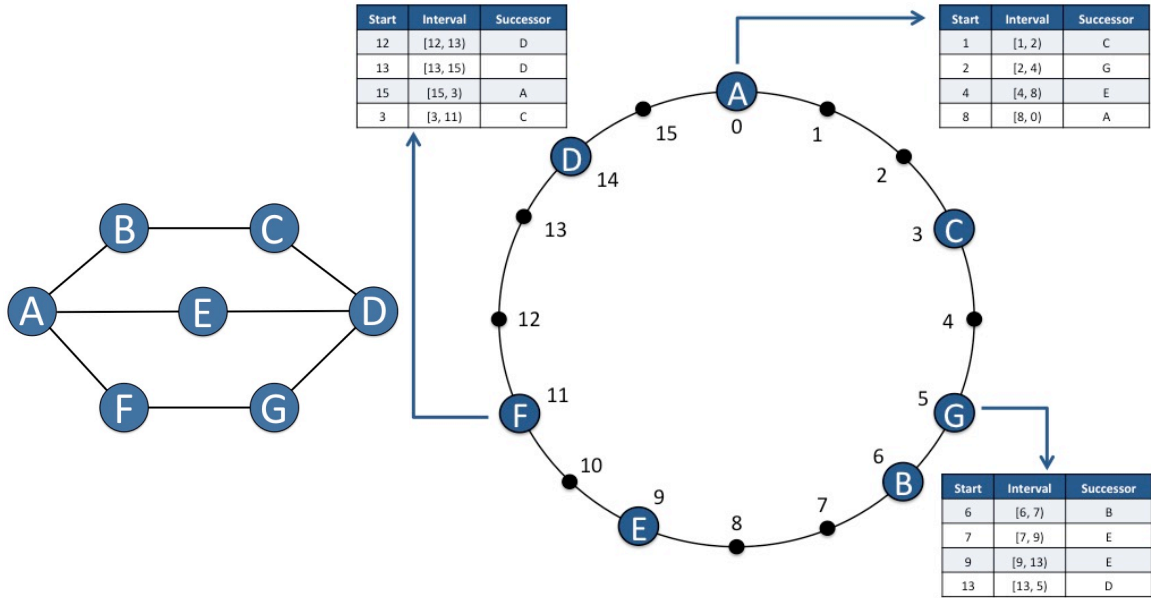 Start Interval Successor
12 [12, 13) D
13 [13, 15) D
15 [15, 3) A
3 [3, 11) C
Start Interval Successor
1 [1, 2) C
2 [2, 4) G
4 [4, 8) E
8 [8, 0) A
B C
A E D
F G
A
0
1
2
C
3
4
G
5
B
6
7
8
E
9
10
F
11
12
13
D
14
15
Start Interval Successor
6 [6, 7) B
7 [7, 9) E
9 [9, 13) E
13 [13, 5) D